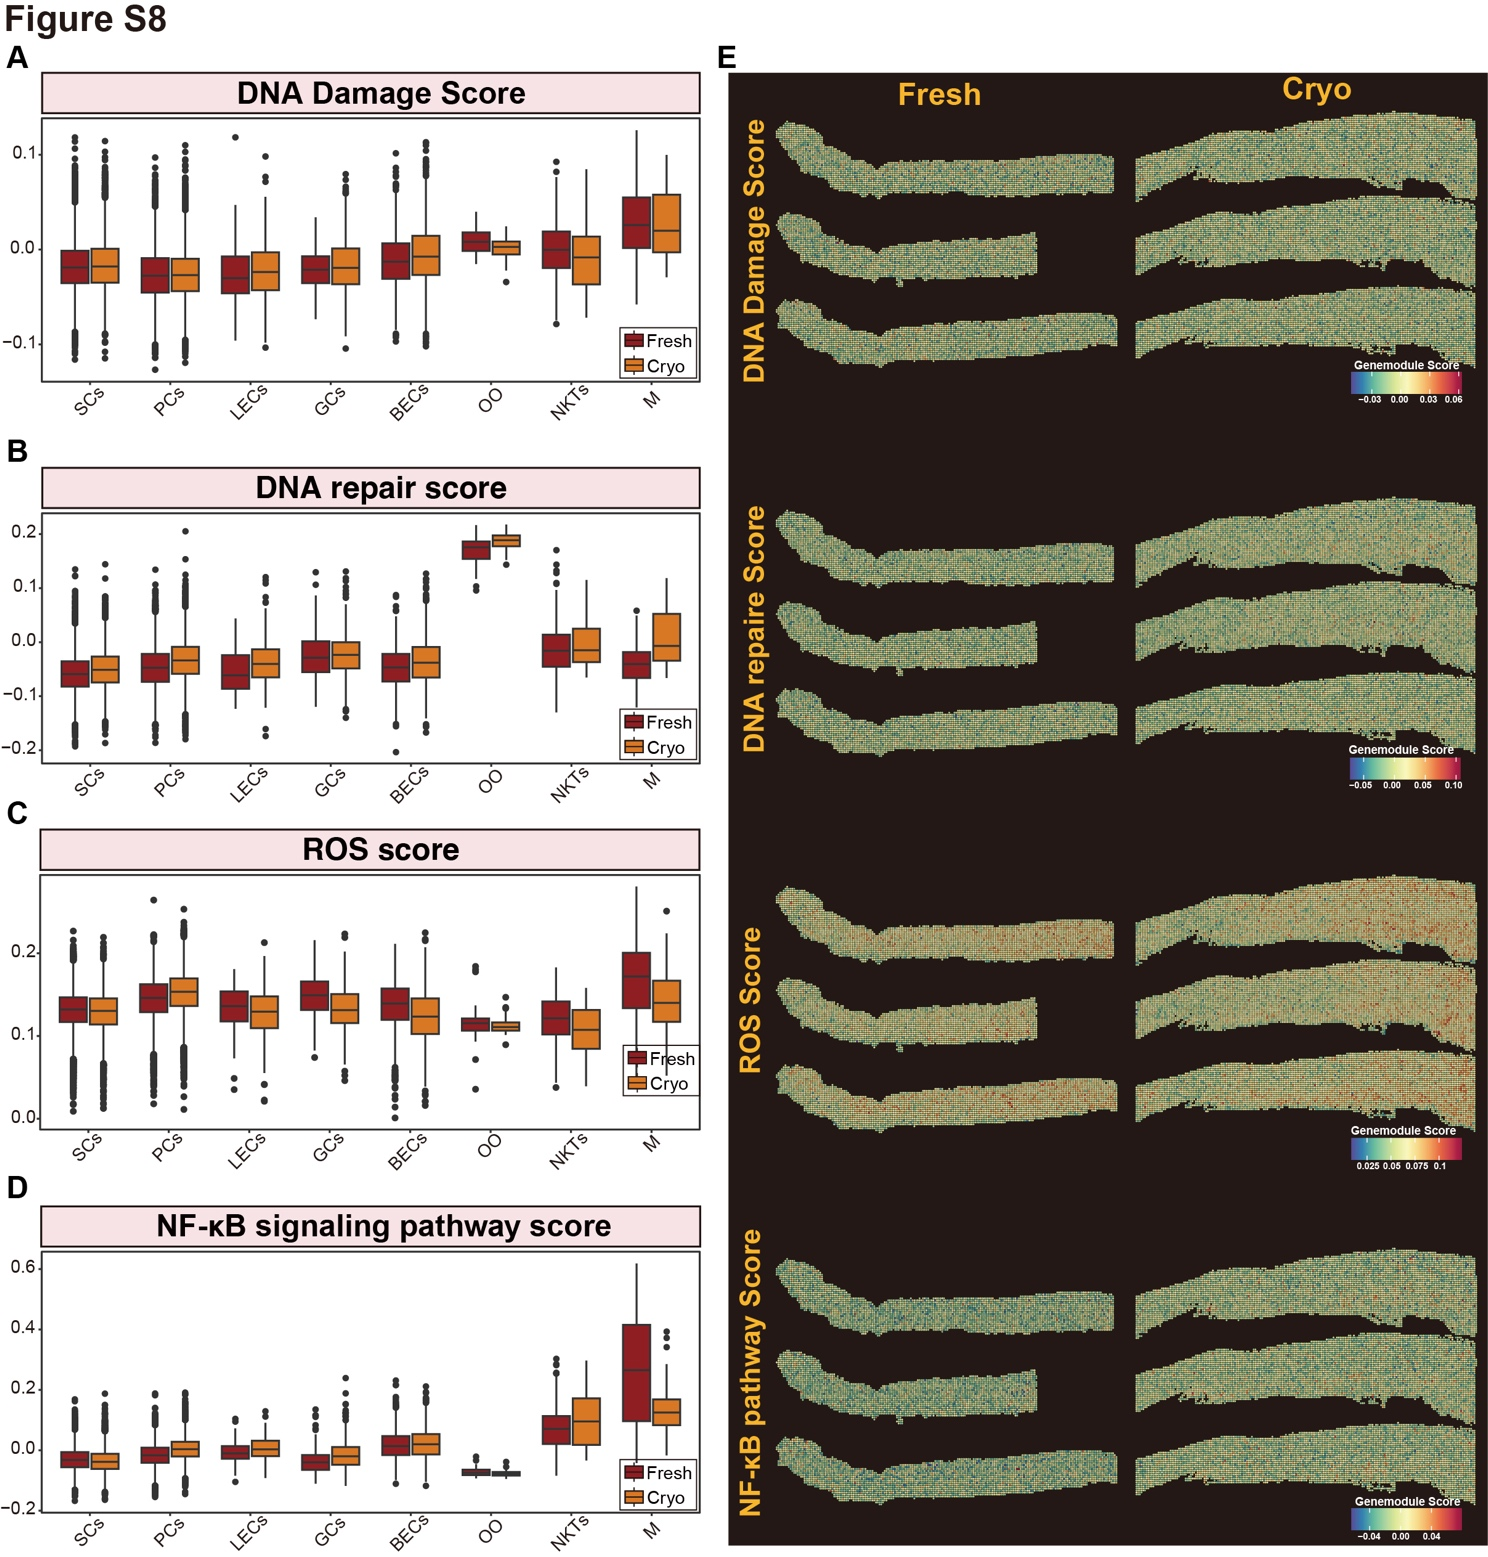 Figure S8
A
DNA Damage Score
0.1
0.0
−0.1
Fresh
Cryo
SCs
PCs
LECs
GCs
BECs
OO
NKTs
M
B
DNA repair score
0.2
0.1
0.0
−0.1
−0.2
Fresh
Cryo
SCs
PCs
LECs
GCs
BECs
OO
NKTs
M
C
ROS score
0.2
0.1
0.0
Fresh
Cryo
SCs
PCs
LECs
GCs
BECs
OO
NKTs
M
D
NF-κB signaling pathway score
0.6
0.4
0.2
0.0
−0.2
Fresh
Cryo
SCs
PCs
LECs
GCs
BECs
OO
NKTs
M
E
Fresh
Cryo
DNA Damage Score
Genemodule Score
−0.03 0.00 0.03 0.06
DNA repaire Score
Genemodule Score
−0.05 0.00 0.05 0.10
ROS Score
Genemodule Score
0.025 0.05 0.075 0.1
NF-κB pathway Score
Genemodule Score
−0.04 0.00 0.04